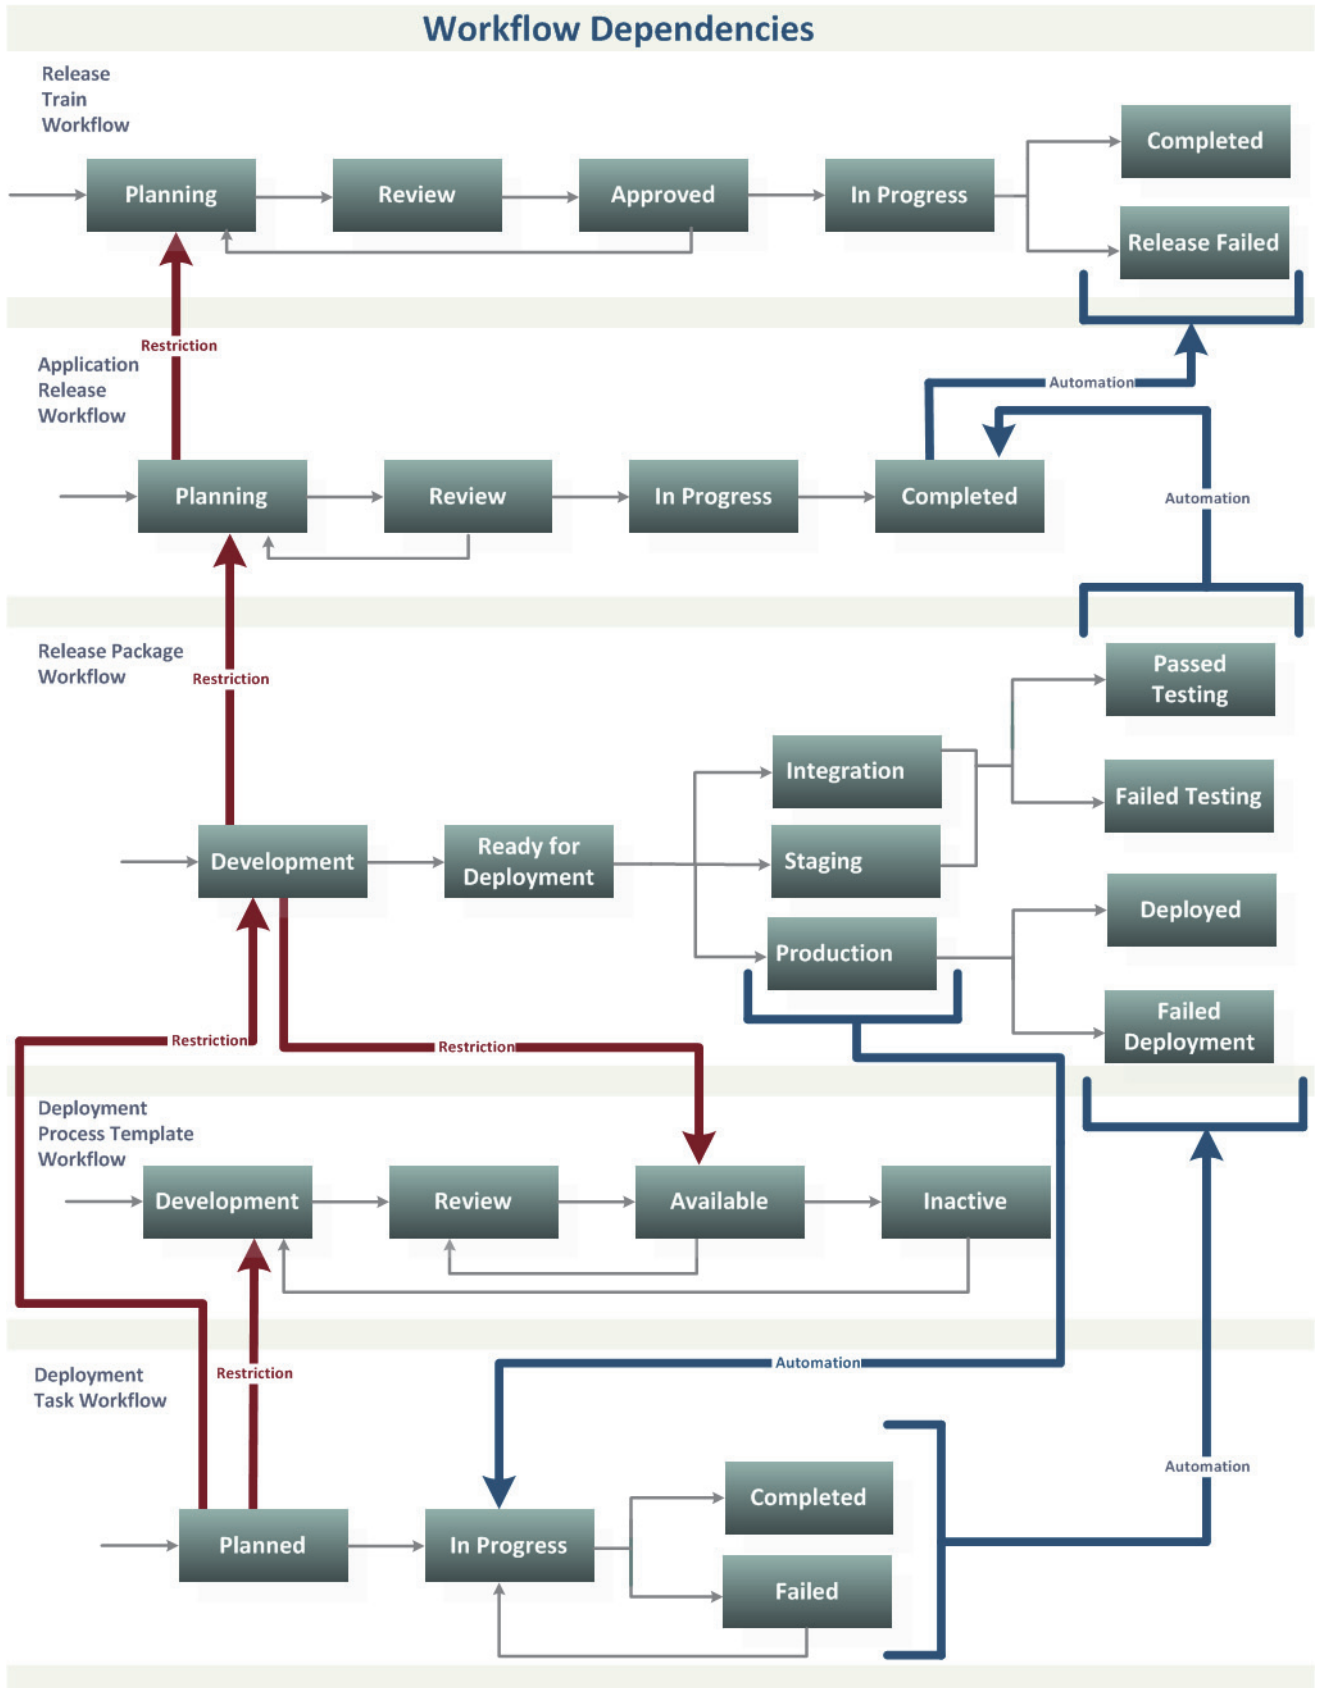 Workflow Dependencies
Release
Train
Workflow
Planning
Review
Approved
In Progress
Completed
Release Failed
Restriction
Application
Release
Workflow
Automation
Planning
Review
In Progress
Completed
Automation
Release Package
Workflow
Restriction
Passed
Testing
Integration
Failed Testing
Development
Ready for
Deployment
Staging
Deployed
Production
Failed
Deployment
Restriction
Restriction
Deployment
Process Template
Workflow
Development
Review
Available
Inactive
Deployment
Task Workflow
Restriction
Automation
Automation
Planned
In Progress
Completed
Failed